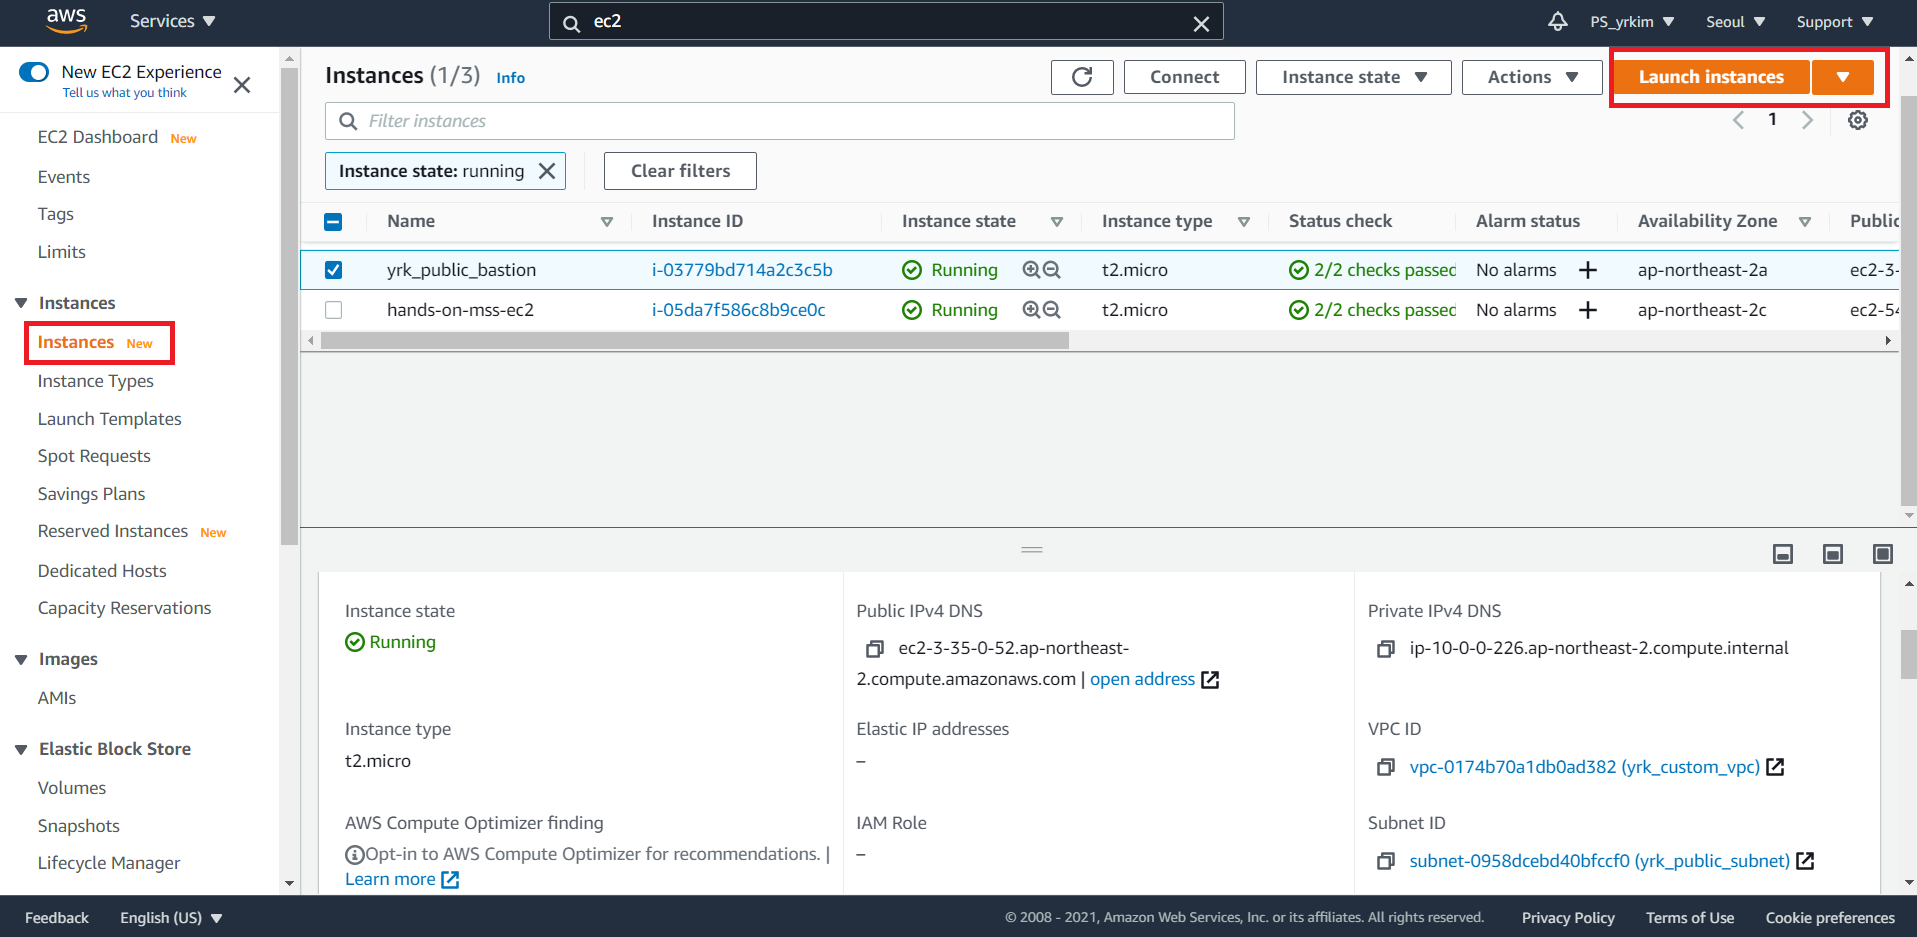 aws Services ec2 PS_yrkim Seoul Support
New EC2 Experience
Tell us what you think
EC2 Dashboard New
Events
Tags
Limits
Instances
Instances New
Instance Types
Launch Templates
Spot Requests
Savings Plans
Reserved Instances New
Dedicated Hosts
Capacity Reservations
Images
AMIs
Elastic Block Store
Volumes
Snapshots
Lifecycle Manager
Instances (1/3) Info Connect Instance state Actions Launch instances
Filter instances 1
Instance state: running Clear filters
Name Instance ID Instance state Instance type Status check Alarm status Availability Zone Public
yrk_public_bastion i-03779bd714a2c3c5b Running t2.micro 2/2 checks passed No alarms + ap-northeast-2a ec2-3-
hands-on-mss-ec2 i-05da7f586c8b9ce0c Running t2.micro 2/2 checks passed No alarms + ap-northeast-2c ec2-54
Instance state
Running
Public IPv4 DNS
ec2-3-35-0-52.ap-northeast-
2.compute.amazonaws.com | open address
Private IPv4 DNS
ip-10-0-0-226.ap-northeast-2.compute.internal
Instance type
t2.micro
Elastic IP addresses
–
VPC ID
vpc-0174b70a1db0ad382 (yrk_custom_vpc)
AWS Compute Optimizer finding
Opt-in to AWS Compute Optimizer for recommendations. |
Learn more
IAM Role
–
Subnet ID
subnet-0958dcebd40bfccf0 (yrk_public_subnet)
Feedback English (US) © 2008 - 2021, Amazon Web Services, Inc. or its affiliates. All rights reserved. Privacy Policy Terms of Use Cookie preferences